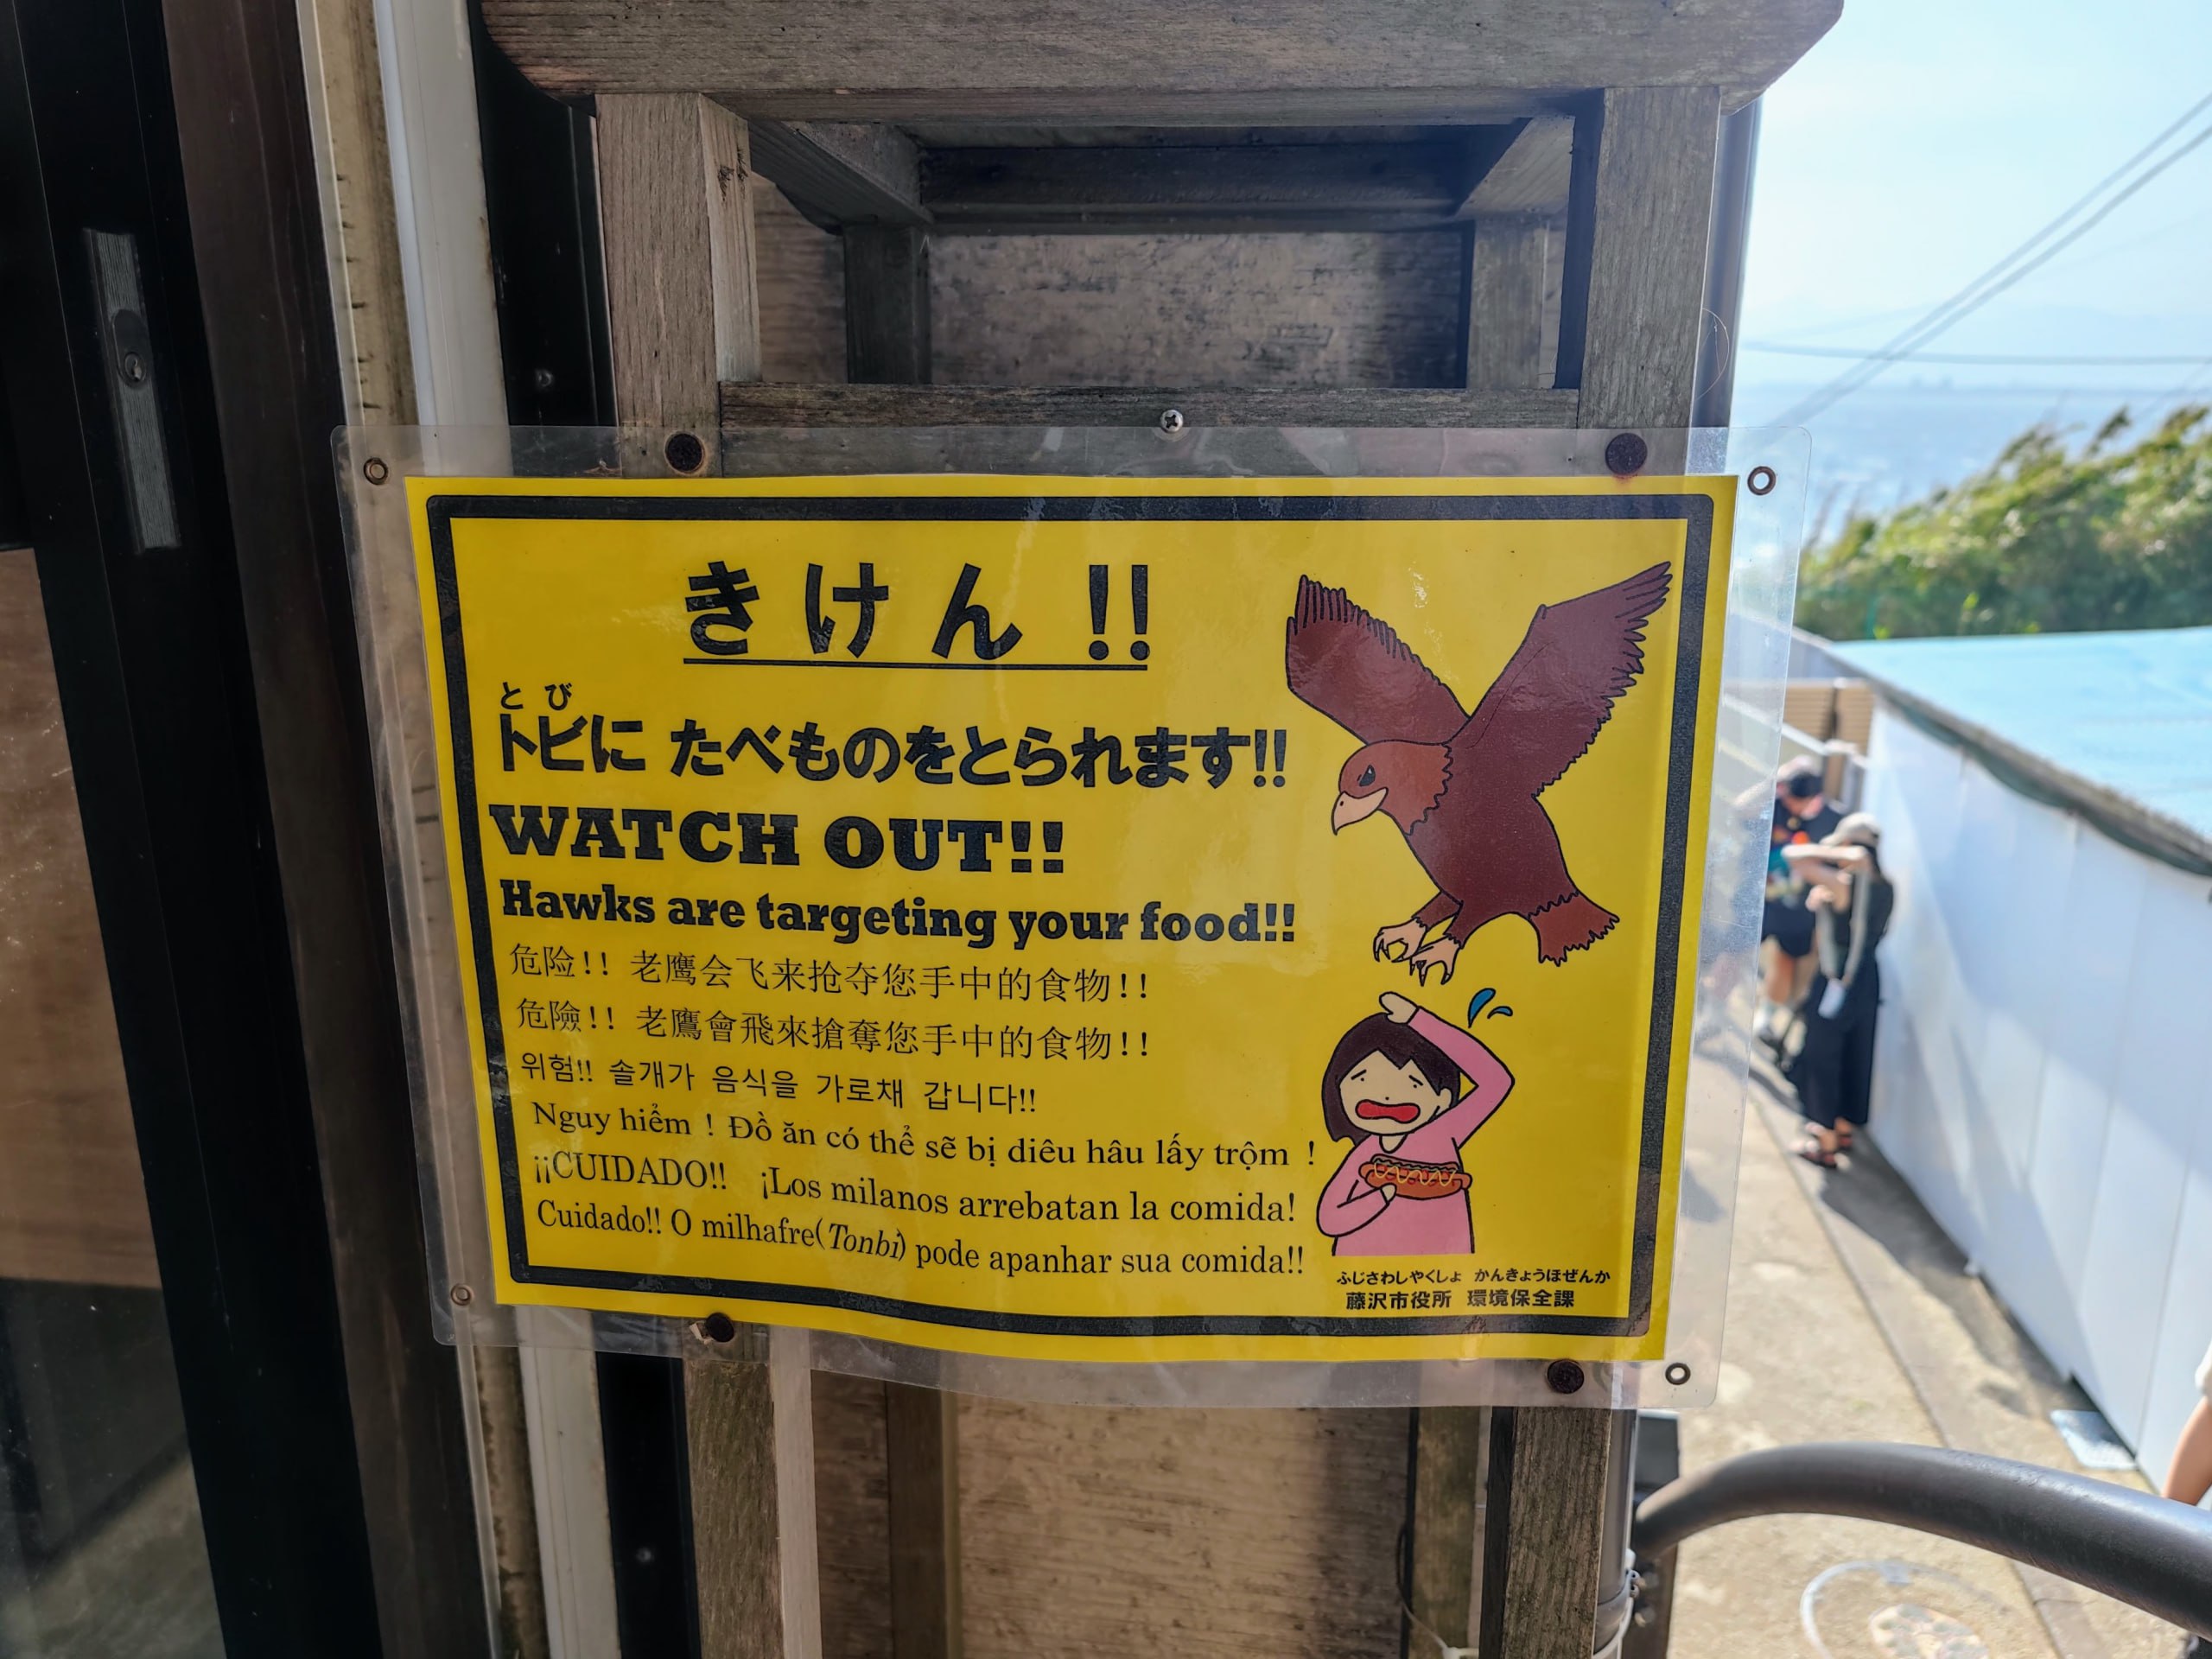 きけん!!
とび
トビに たべものをとられます!!
WATCH OUT!!
Hawks are targeting your food!!
危险!! 老鹰会飞来抢夺您手中的食物!!
危險!! 老鷹會飛來搶奪您手中的食物!!
위험!! 솔개가 음식을 가로채 갑니다!!
Nguy hiểm ! Đồ ăn có thể sẽ bị diêu hâu lấy trộm !
¡¡CUIDADO!! ¡Los milanos arrebatan la comida!
Cuidado!! O milhafre(Tonbi) pode apanhar sua comida!!
ふじさわしやくしょ かんきょうほぜんか
藤沢市役所 環境保全課